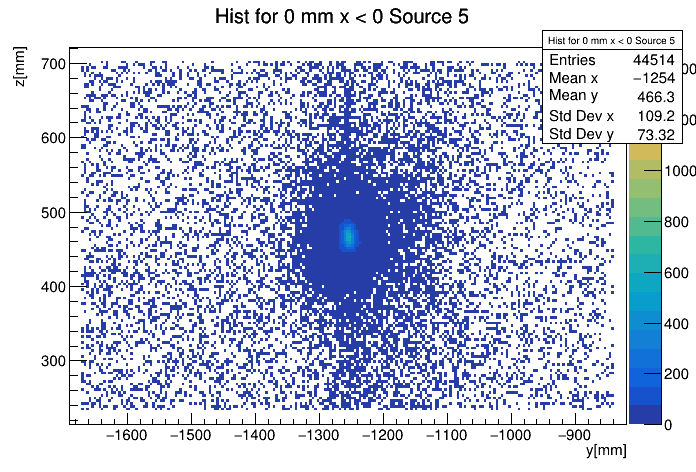 Hist for 0 mm x < 0 Source 5
z[mm]
Hist for 0 mm x < 0 Source 5
Entries 44514
Mean x −1254
Mean y 466.3
Std Dev x 109.2
Std Dev y 73.32
700
600
500
400
300
1000
800
600
400
200
0
−1600 −1500 −1400 −1300 −1200 −1100 −1000 −900
y[mm]